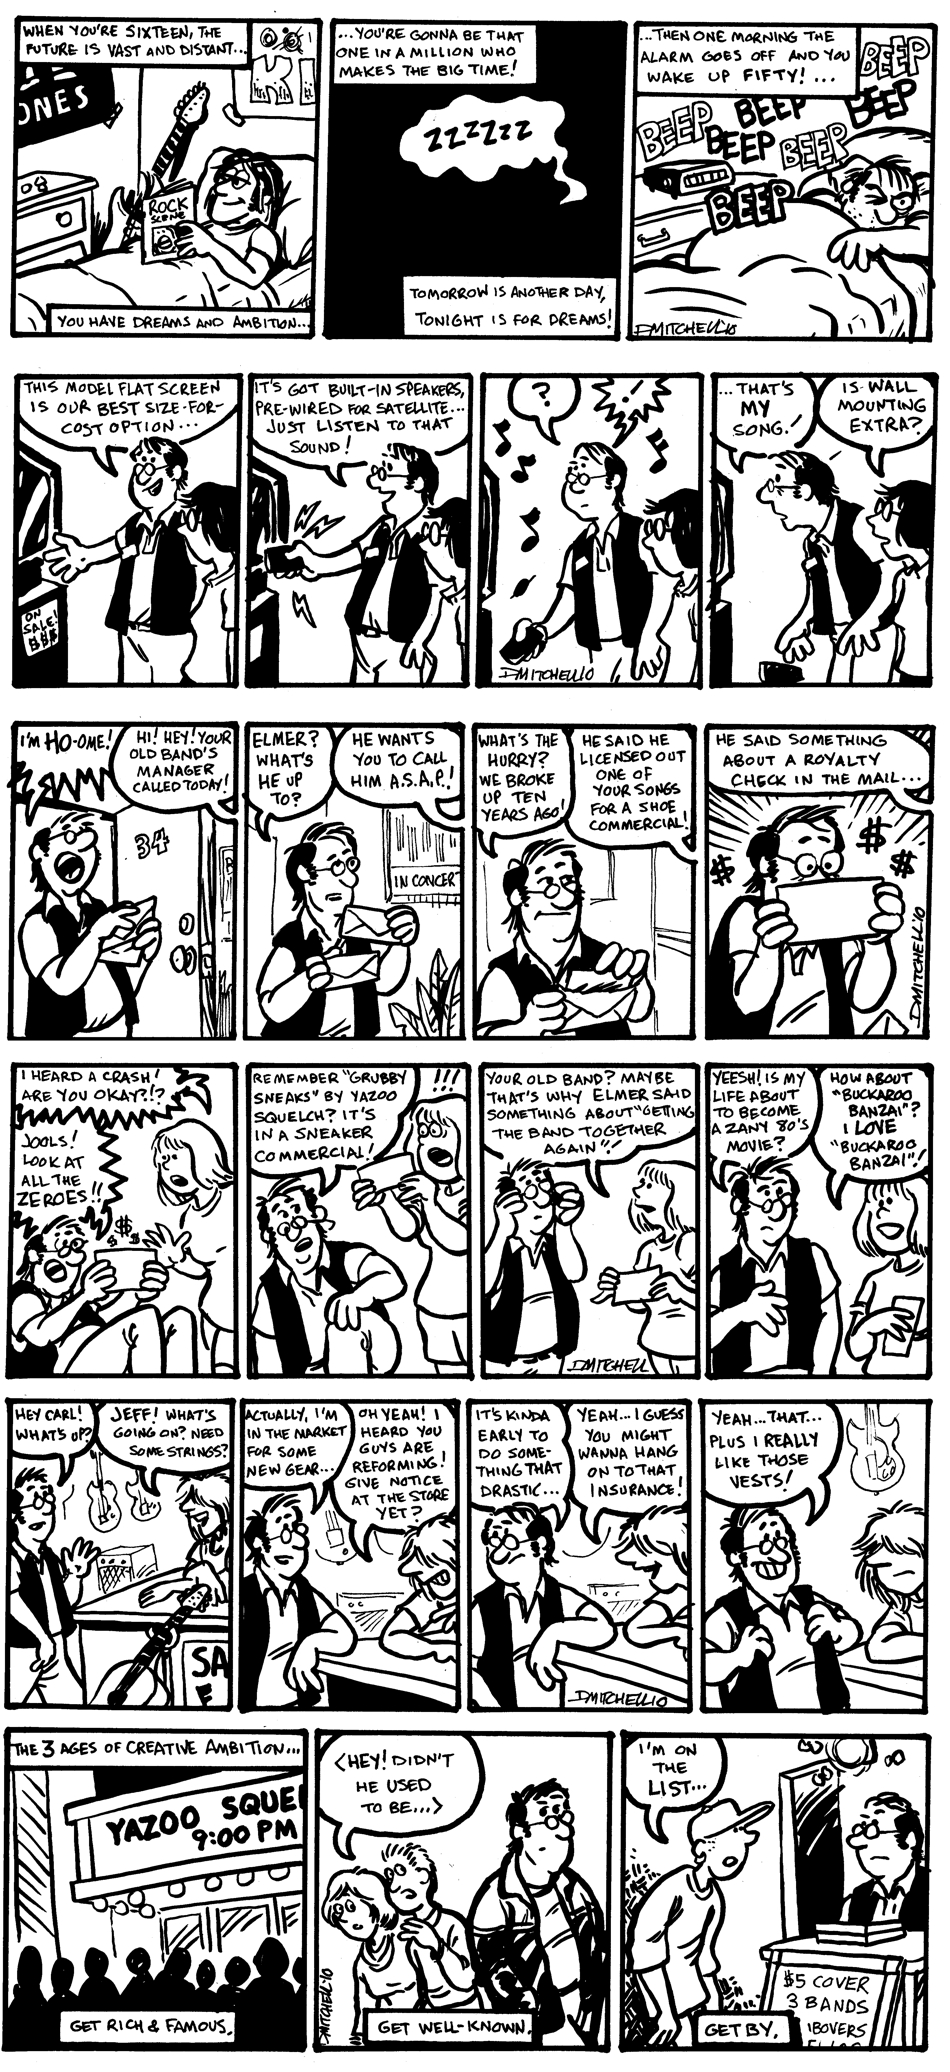 WHEN YOU'RE SIXTEEN, THE
FUTURE IS VAST AND DISTANT...
ONES
ROCK
SCENE
YOU HAVE DREAMS AND AMBITION...
...YOU'RE GONNA BE THAT
ONE IN A MILLION WHO
MAKES THE BIG TIME!
ZZZZZZ
TOMORROW IS ANOTHER DAY,
TONIGHT IS FOR DREAMS!
...THEN ONE MORNING THE
ALARM GOES OFF AND YOU
WAKE UP FIFTY!...
BEEP
BEEP
BEEP
BEEP
BEEP
BEEP
BEEP
DMITCHELL'10
THIS MODEL FLAT SCREEN
IS OUR BEST SIZE-FOR-
COST OPTION...
ON
SALE!
$$$
IT'S GOT BUILT-IN SPEAKERS,
PRE-WIRED FOR SATELLITE...
JUST LISTEN TO THAT
SOUND!
?
!
DMITCHELL10
...THAT'S
MY
SONG!
IS WALL
MOUNTING
EXTRA?
I'M HO-OME!
HI! HEY! YOUR
OLD BAND'S
MANAGER
CALLED TODAY!
34
ELMER?
WHAT'S
HE UP
TO?
HE WANTS
YOU TO CALL
HIM A.S.A.P.!
IN CONCERT
WHAT'S THE
HURRY?
WE BROKE
UP TEN
YEARS AGO!
HE SAID HE
LICENSED OUT
ONE OF
YOUR SONGS
FOR A SHOE
COMMERCIAL!
HE SAID SOMETHING
ABOUT A ROYALTY
CHECK IN THE MAIL...
$ $ $
DMITCHELL'10
I HEARD A CRASH!
ARE YOU OKAY?!?
JOOLS!
LOOK AT
ALL THE
ZEROES!!
$ $ $
REMEMBER "GRUBBY
SNEAKS" BY YAZOO
SQUELCH? IT'S
IN A SNEAKER
COMMERCIAL!
!!!
YOUR OLD BAND? MAYBE
THAT'S WHY ELMER SAID
SOMETHING ABOUT "GETTING
THE BAND TOGETHER
AGAIN"!!
DMITCHELL
YEESH! IS MY
LIFE ABOUT
TO BECOME
A ZANY 80'S
MOVIE?
HOW ABOUT
"BUCKAROO
BANZAI"?
I LOVE
"BUCKAROO
BANZAI"!
HEY CARL!
WHAT'S UP?
JEFF! WHAT'S
GOING ON? NEED
SOME STRINGS?
SA
ACTUALLY, I'M
IN THE MARKET
FOR SOME
NEW GEAR...
OH YEAH! I
HEARD YOU
GUYS ARE
REFORMING!
GIVE NOTICE
AT THE STORE
YET?
IT'S KINDA
EARLY TO
DO SOME-
THING THAT
DRASTIC...
YEAH... I GUESS
YOU MIGHT
WANNA HANG
ON TO THAT
INSURANCE!
DMITCHELL10
YEAH...THAT...
PLUS I REALLY
LIKE THOSE
VESTS!
THE 3 AGES OF CREATIVE AMBITION...
YAZOO SQUE
9:00 PM
GET RICH & FAMOUS.
<HEY! DIDN'T
HE USED
TO BE...>
DMITCHELL'10
GET WELL-KNOWN.
I'M ON
THE
LIST...
$5 COVER
3 BANDS
GET BY.